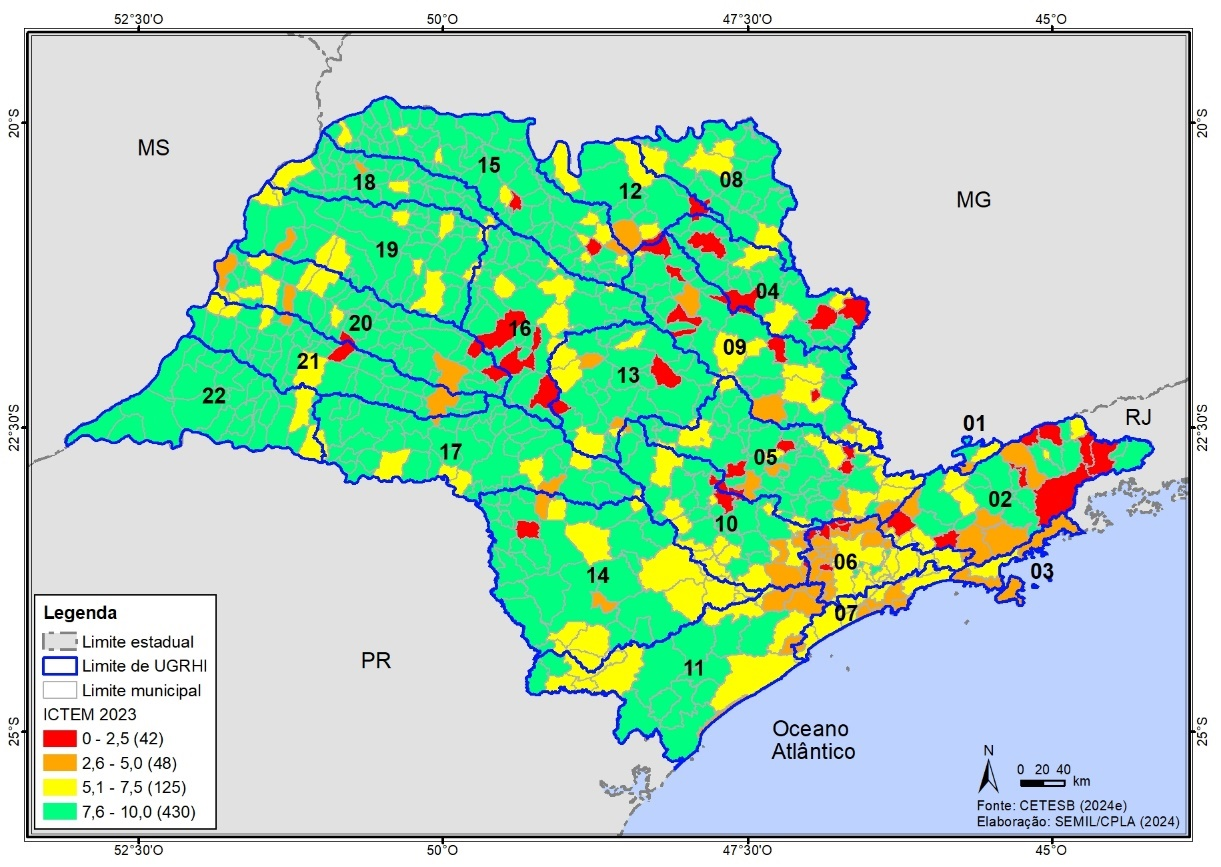 52°30'O 50°O 47°30'O 45°O
20°S 20°S
MS
MG
15
18
12
08
19
04
16
20
09
21
13
22
01
RJ
22°30'S 22°30'S
17
05
02
10
06
14
03
07
11
PR
Oceano
Atlântico
25°S 25°S
Legenda
Limite estadual
Limite de UGRHI
Limite municipal
ICTEM 2023
0 - 2,5 (42)
2,6 - 5,0 (48)
5,1 - 7,5 (125)
7,6 - 10,0 (430)
N
0 20 40
km
Fonte: CETESB (2024e)
Elaboração: SEMIL/CPLA (2024)
52°30'O 50°O 47°30'O 45°O